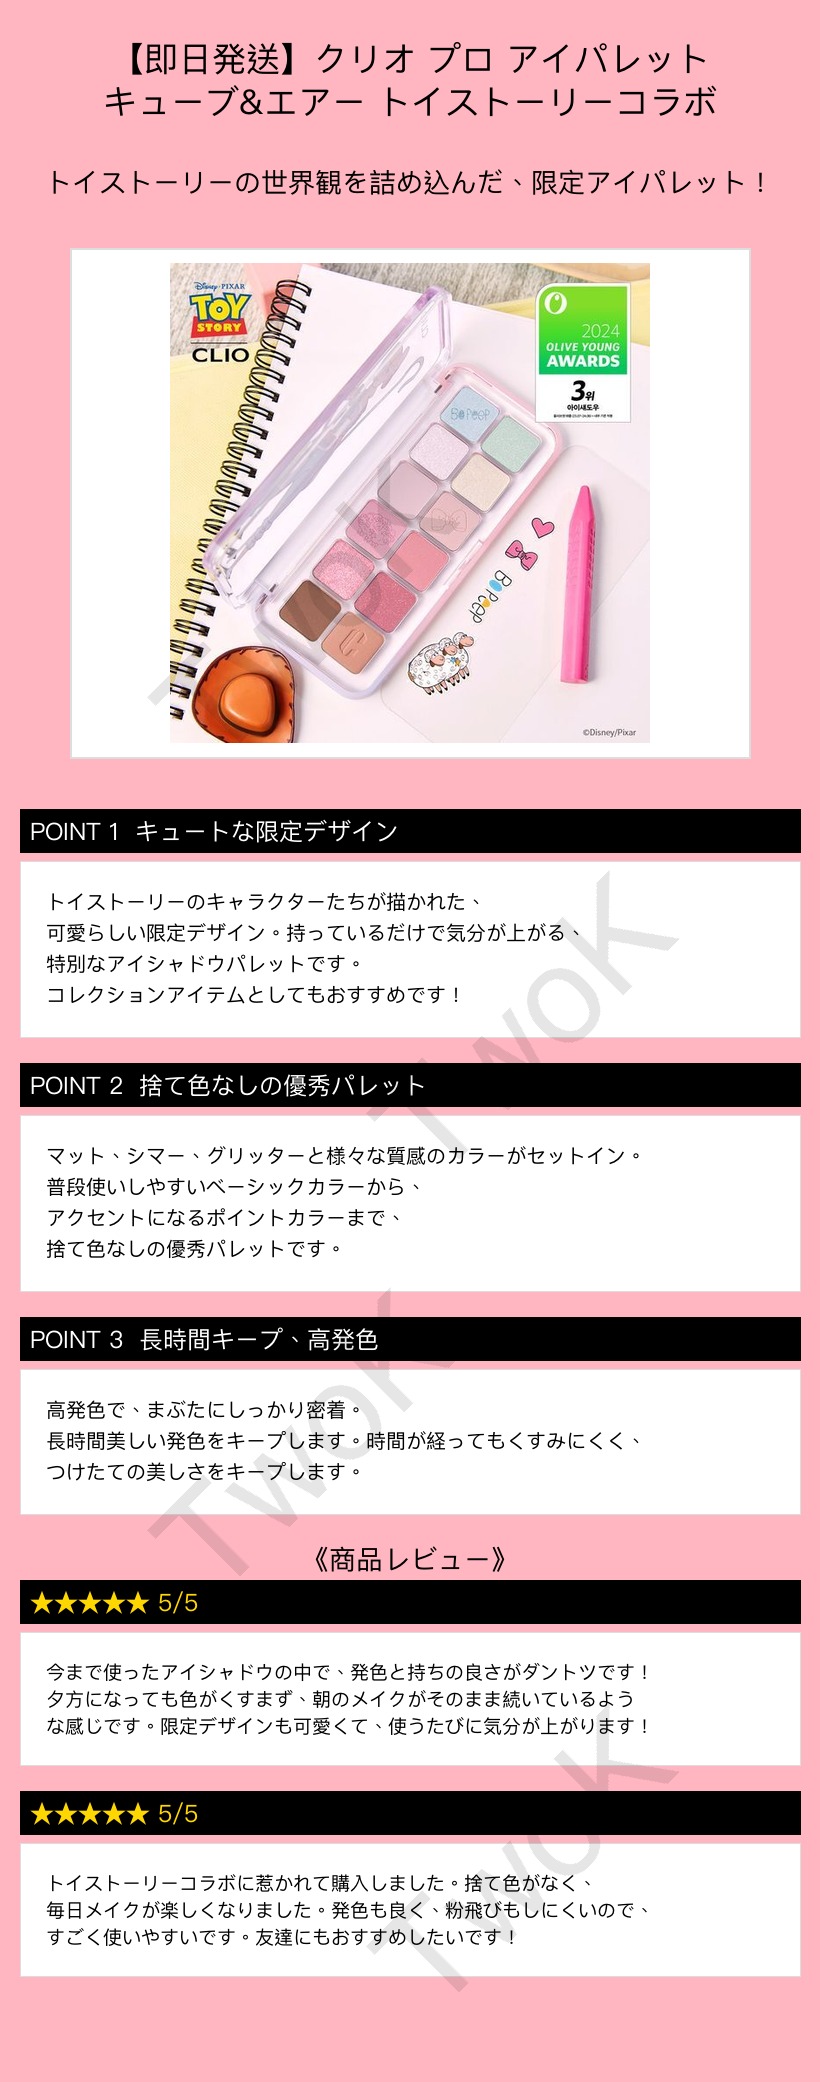 【即日発送】クリオ プロ アイパレット
キューブ&エアー トイストーリーコラボ
トイストーリーの世界観を詰め込んだ、限定アイパレット！
Disney・PIXAR
TOY
STORY
CLIO
2024
OLIVE YOUNG
AWARDS
3위
아이섀도우
BO PEEP
BO PEEP
©Disney/Pixar
POINT 1 キュートな限定デザイン
トイストーリーのキャラクターたちが描かれた、
可愛らしい限定デザイン。持っているだけで気分が上がる、
特別なアイシャドウパレットです。
コレクションアイテムとしてもおすすめです！
POINT 2 捨て色なしの優秀パレット
マット、シマー、グリッターと様々な質感のカラーがセットイン。
普段使いしやすいベーシックカラーから、
アクセントになるポイントカラーまで、
捨て色なしの優秀パレットです。
POINT 3 長時間キープ、高発色
高発色で、まぶたにしっかり密着。
長時間美しい発色をキープします。時間が経ってもくすみにくく、
つけたての美しさをキープします。
《商品レビュー》
★★★★★ 5/5
今まで使ったアイシャドウの中で、発色と持ちの良さがダントツです！
夕方になっても色がくすまず、朝のメイクがそのまま続いているよう
な感じです。限定デザインも可愛くて、使うたびに気分が上がります！
★★★★★ 5/5
トイストーリーコラボに惹かれて購入しました。捨て色がなく、
毎日メイクが楽しくなりました。発色も良く、粉飛びもしにくいので、
すごく使いやすいです。友達にもおすすめしたいです！
TwoK
TwoK
TwoK
TwoK